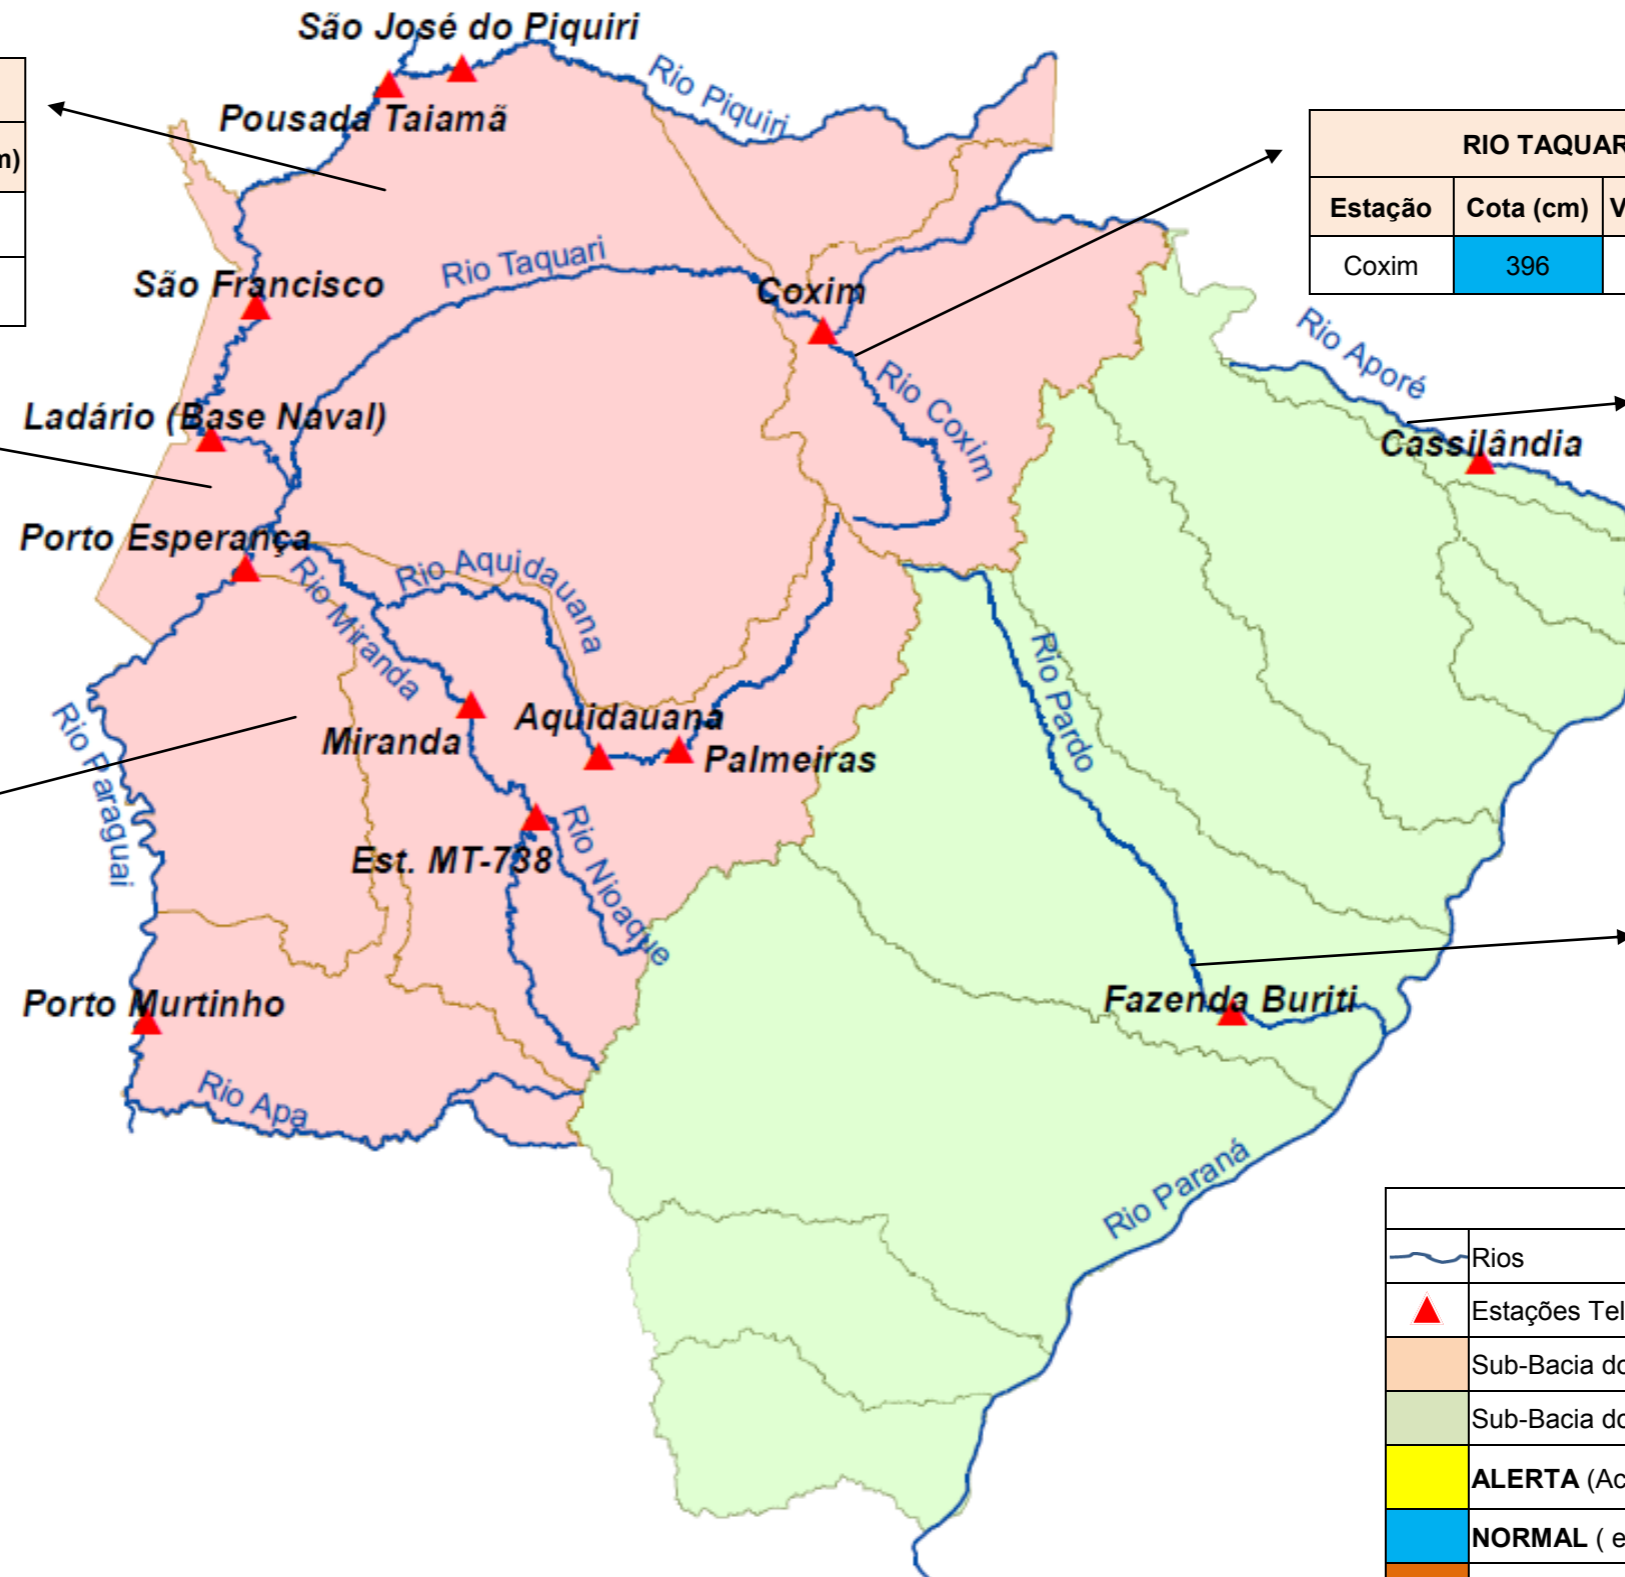 São José do Piquiri
Rio Piquiri
Pousada Taiamã
RIO TAQUAR
Estação Cota (cm) V
Coxim 396
São Francisco
Rio Taquari
Coxim
Rio Aporé
Rio Coxim
Ladário (Base Naval)
Cassilândia
Porto Esperança
Rio Miranda
Rio Aquidauana
Rio Pardo
Rio Paraguai
Miranda
Aquidauana
Palmeiras
Est. MT-738
Rio Nioaque
Porto Murtinho
Fazenda Buriti
Rio Apa
Rio Paraná
Rios
Estações Tel
Sub-Bacia do
Sub-Bacia do
ALERTA (Ac
NORMAL ( e